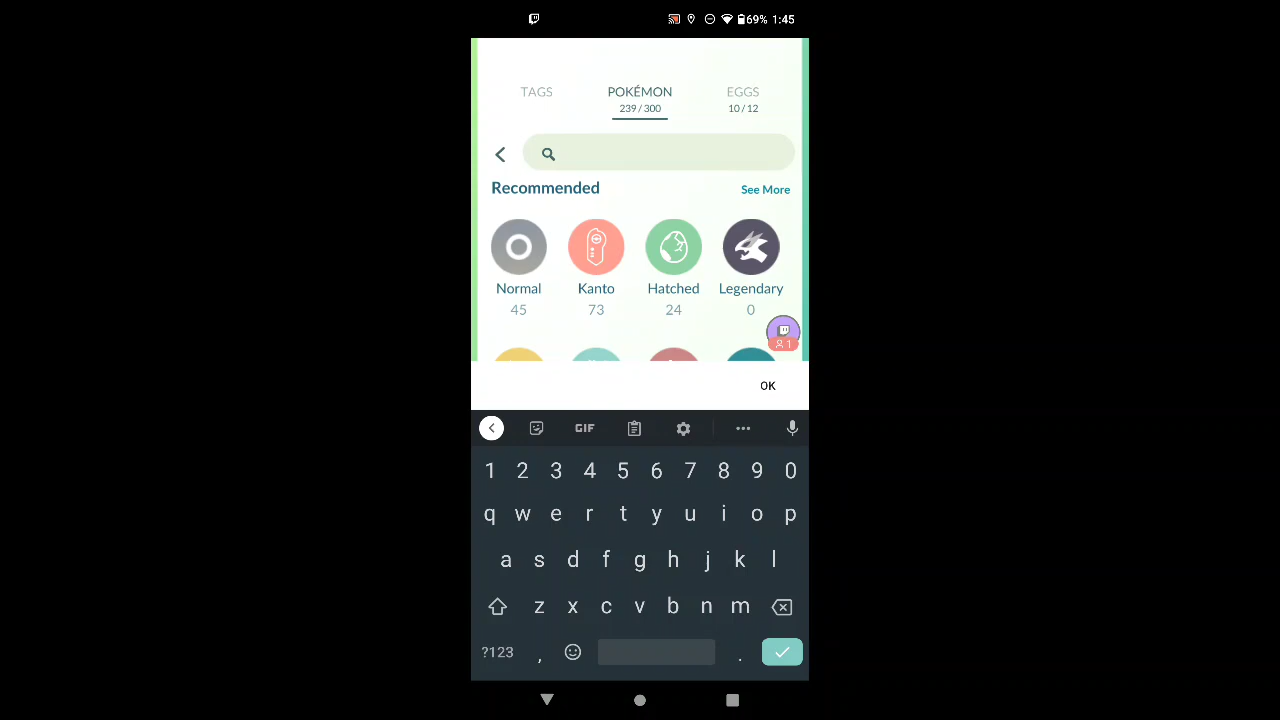 69% 1:45
TAGS POKÉMON EGGS
239 / 300 10 / 12
Recommended See More
Normal Kanto Hatched Legendary
45 73 24 0
1
OK
GIF
1 2 3 4 5 6 7 8 9 0
q w e r t y u i o p
a s d f g h j k l
z x c v b n m
?123 , .